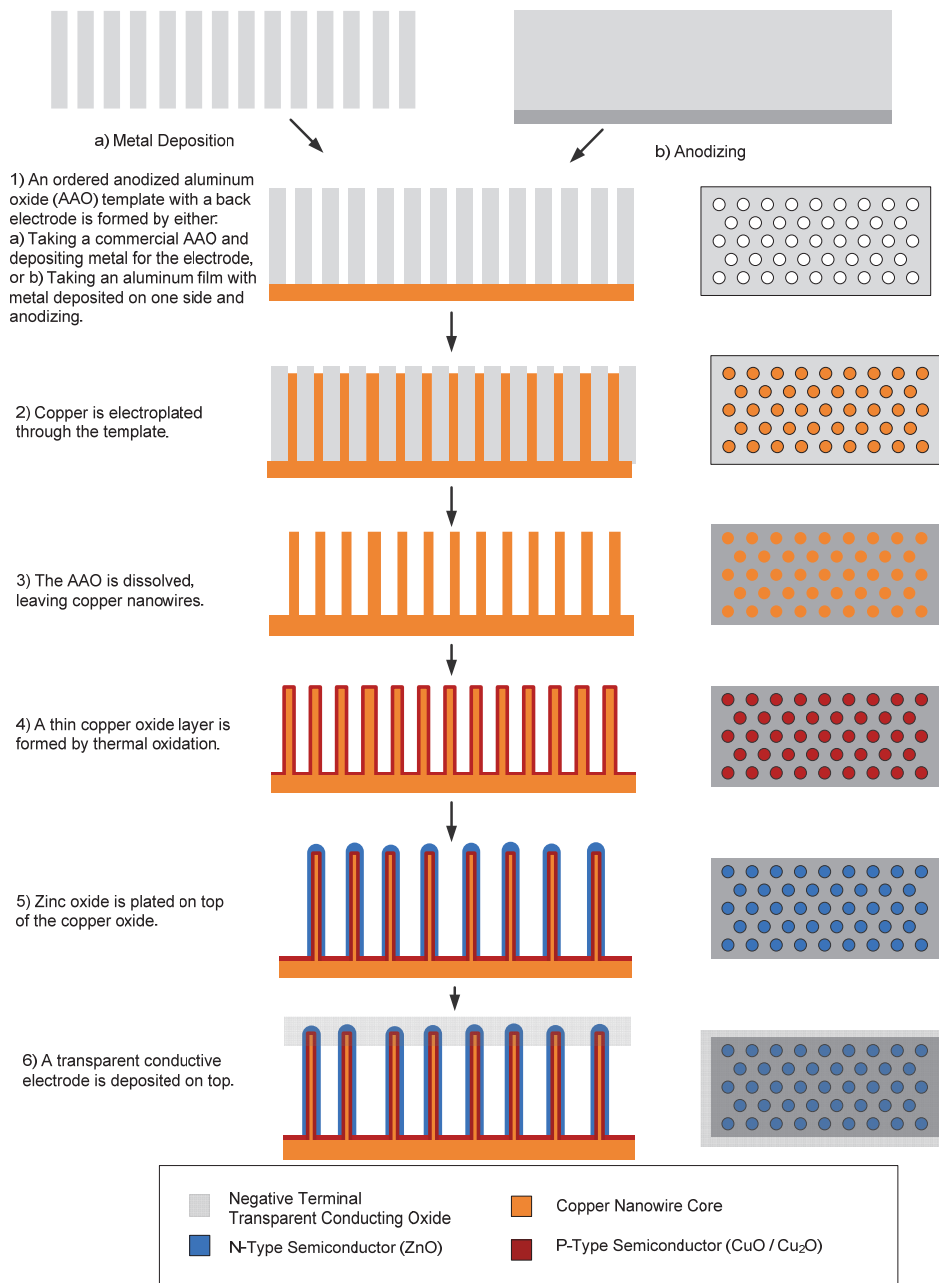 a) Metal Deposition
b) Anodizing
1) An ordered anodized aluminum
oxide (AAO) template with a back
electrode is formed by either:
a) Taking a commercial AAO and
depositing metal for the electrode,
or b) Taking an aluminum film with
metal deposited on one side and
anodizing.
2) Copper is electroplated
through the template.
3) The AAO is dissolved,
leaving copper nanowires.
4) A thin copper oxide layer is
formed by thermal oxidation.
5) Zinc oxide is plated on top
of the copper oxide.
6) A transparent conductive
electrode is deposited on top.
Negative Terminal
Transparent Conducting Oxide
Copper Nanowire Core
N-Type Semiconductor (ZnO)
P-Type Semiconductor (CuO / Cu₂O)